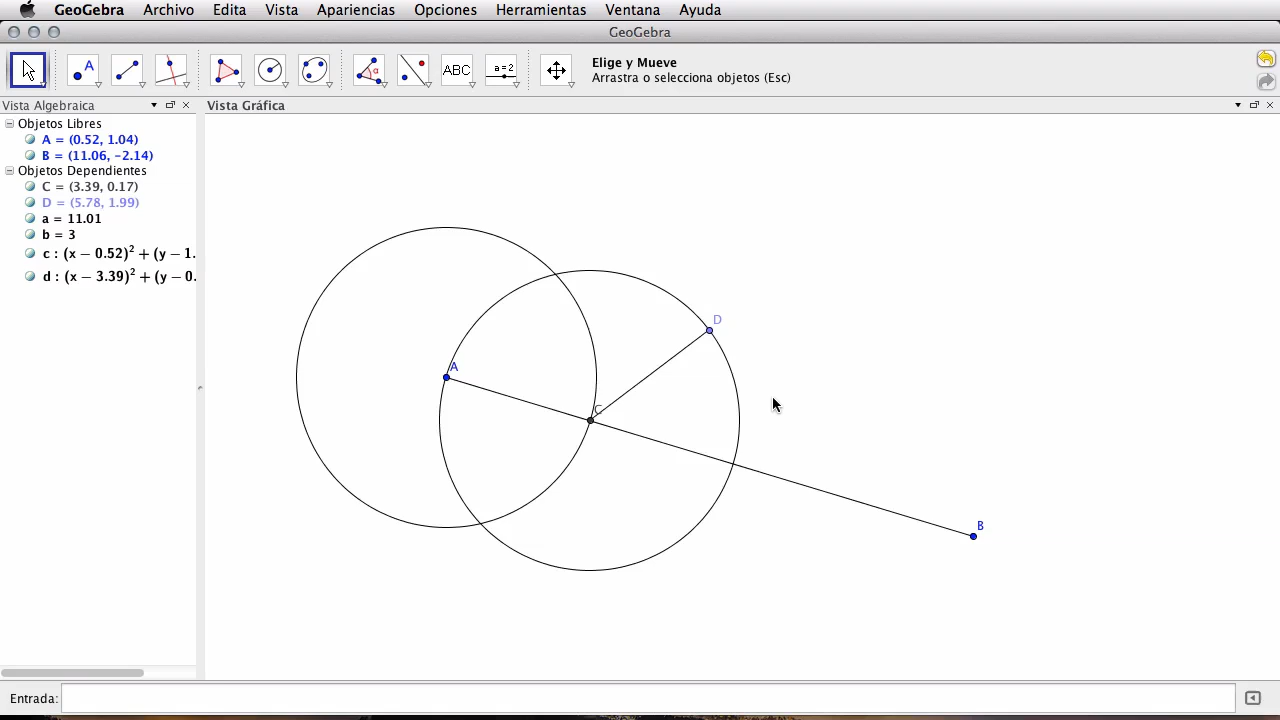 GeoGebra Archivo Edita Vista Apariencias Opciones Herramientas Ventana Ayuda
GeoGebra
A
α
ABC
a=2
Elige y Mueve
Arrastra o selecciona objetos (Esc)
Vista Algebraica
Vista Gráfica
Objetos Libres
A = (0.52, 1.04)
B = (11.06, −2.14)
Objetos Dependientes
C = (3.39, 0.17)
D = (5.78, 1.99)
a = 11.01
b = 3
c : (x − 0.52)² + (y − 1.
d : (x − 3.39)² + (y − 0.
D
A
C
B
Entrada: